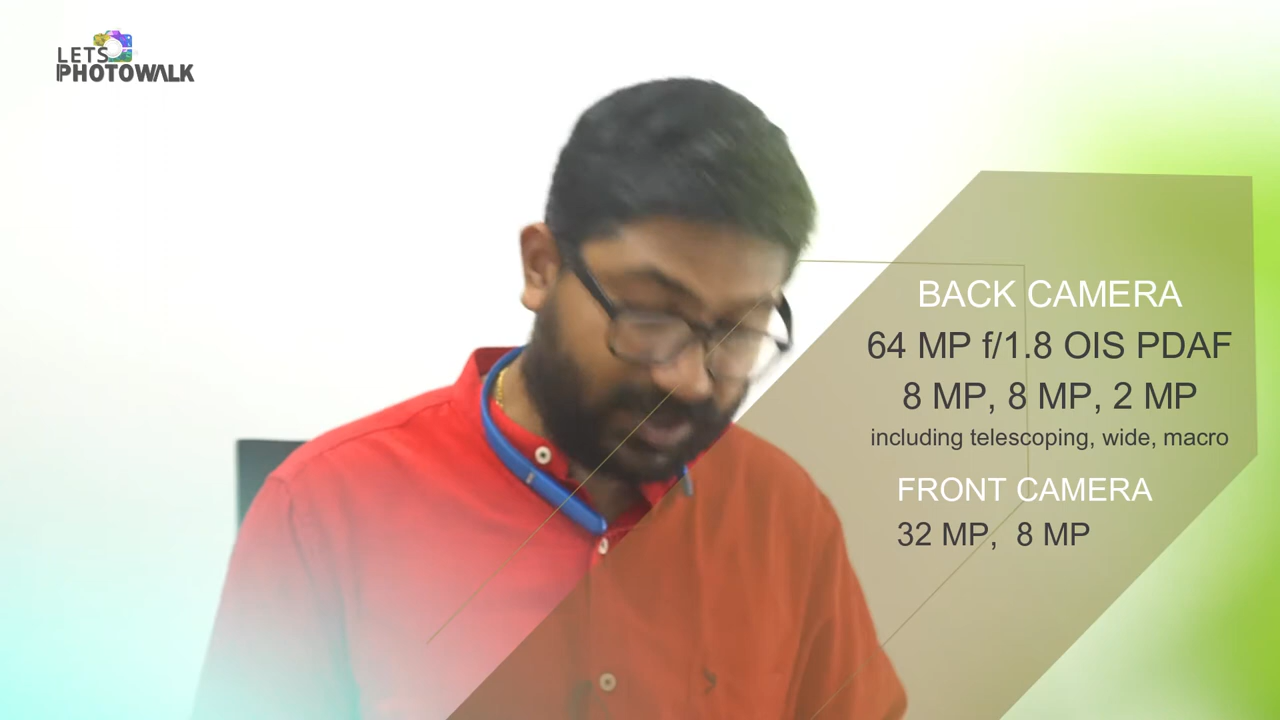 LETS
PHOTOWALK
BACK CAMERA
64 MP f/1.8 OIS PDAF
8 MP, 8 MP, 2 MP
including telescoping, wide, macro
FRONT CAMERA
32 MP, 8 MP